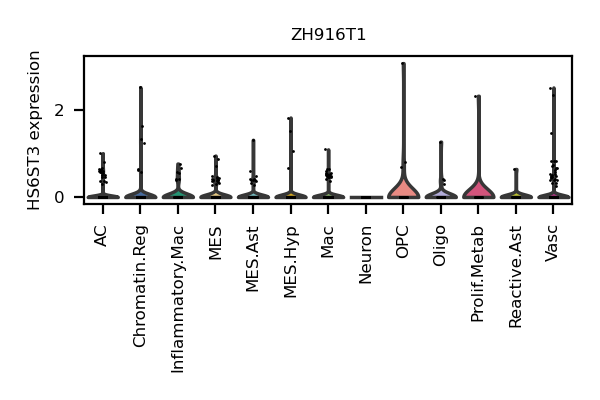 ZH916T1
HS6ST3 expression
2
0
AC
Chromatin.Reg
Inflammatory.Mac
MES
MES.Ast
MES.Hyp
Mac
Neuron
OPC
Oligo
Prolif.Metab
Reactive.Ast
Vasc